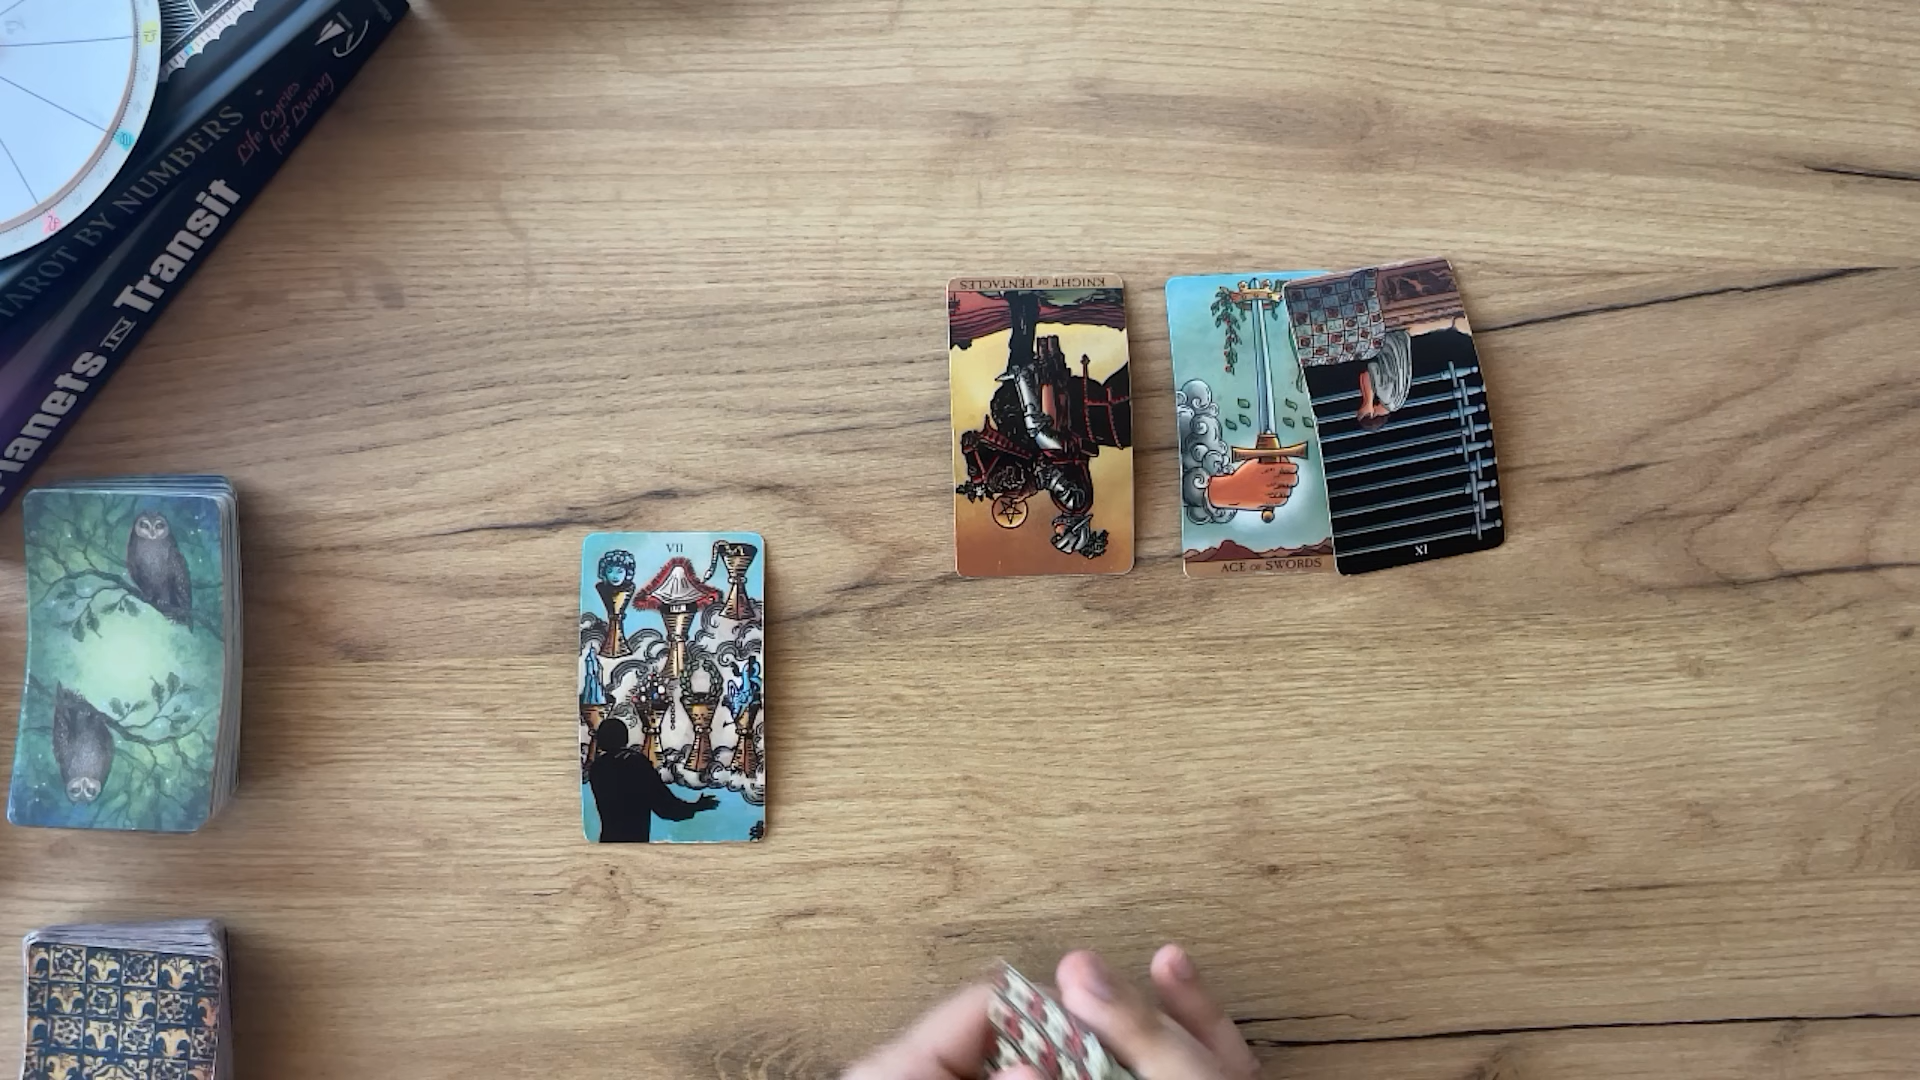 TAROT BY NUMBERS
Life Cycles
for Living
Planets IN Transit
KNIGHT OF PENTACLES
ACE OF SWORDS
IX
VII